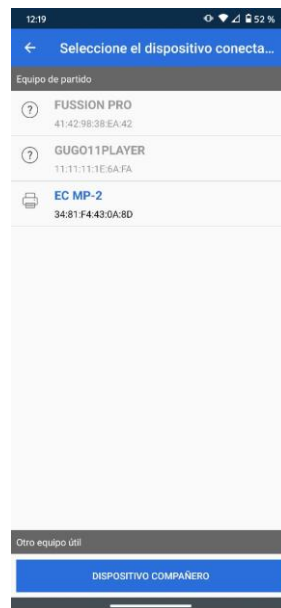 12:19
52 %
Seleccione el dispositivo conecta...
Equipo de partido
FUSSION PRO
41:42:98:38:EA:42
GUGO11PLAYER
11:11:11:1E:6A:FA
EC MP-2
34:81:F4:43:0A:8D
Otro equipo útil
DISPOSITIVO COMPAÑERO